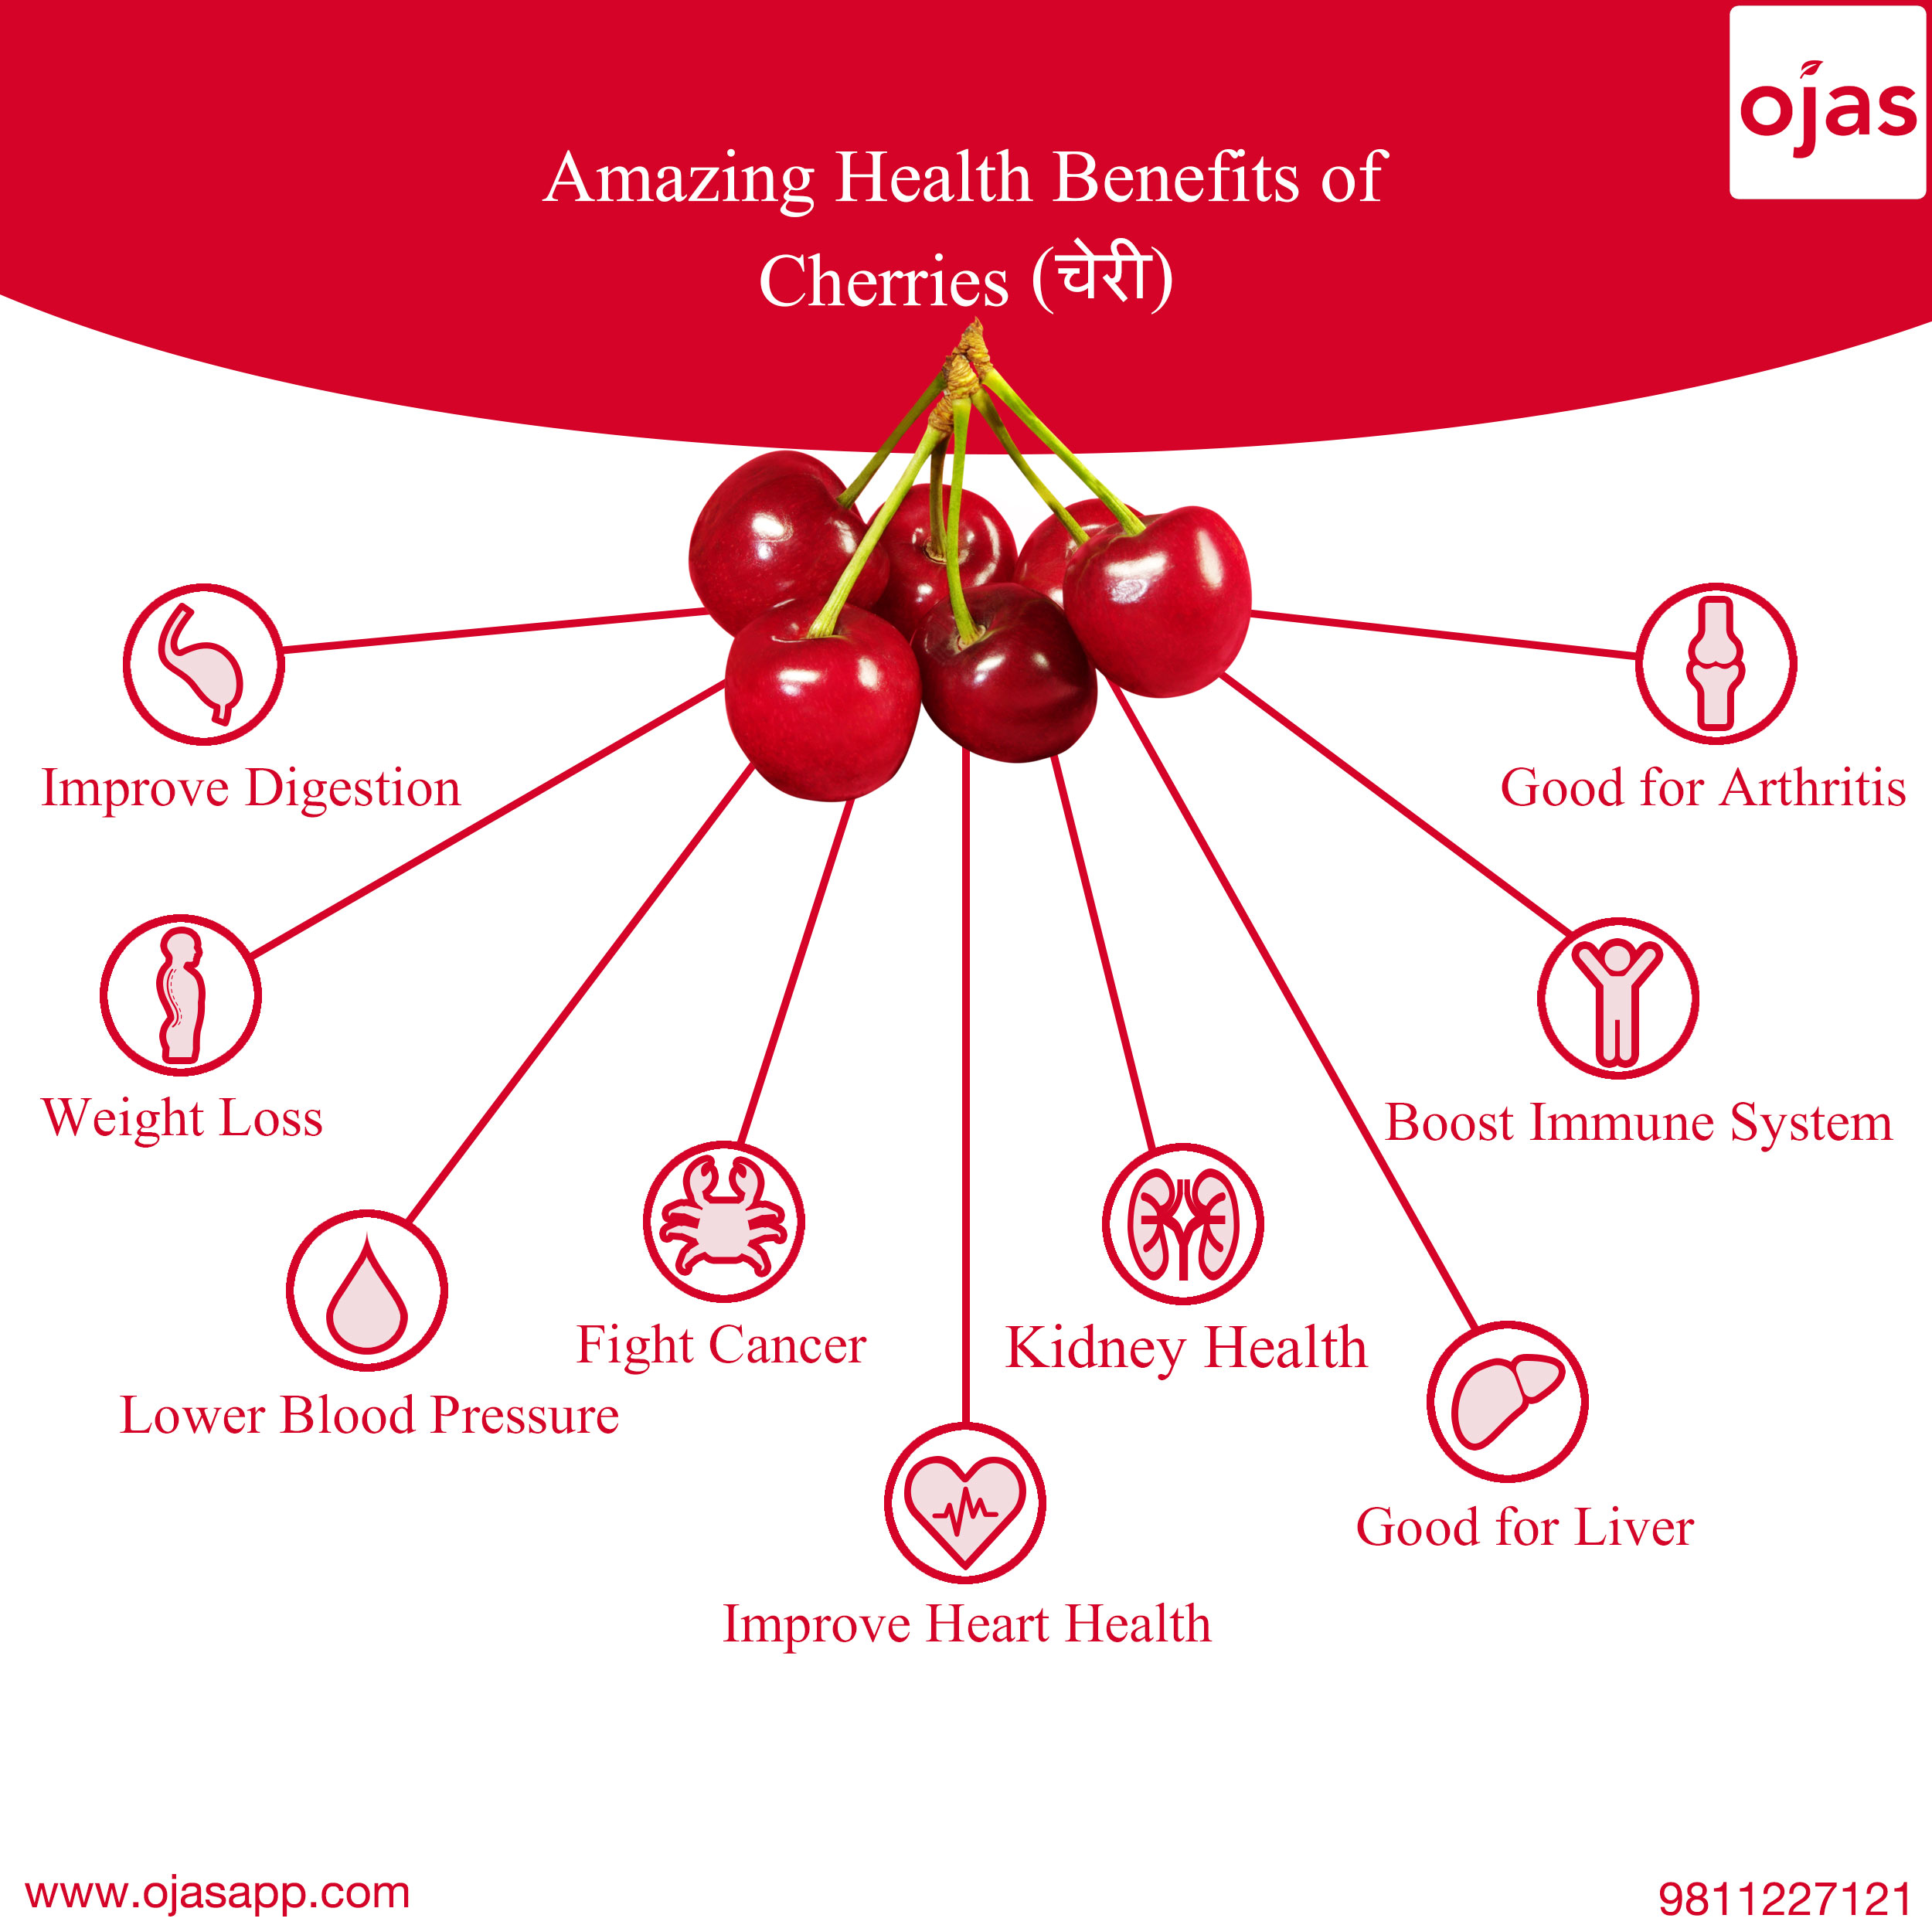 ojas
Amazing Health Benefits of
Cherries (चेरी)
Improve Digestion
Good for Arthritis
Weight Loss
Boost Immune System
Lower Blood Pressure
Fight Cancer
Kidney Health
Good for Liver
Improve Heart Health
www.ojasapp.com
9811227121